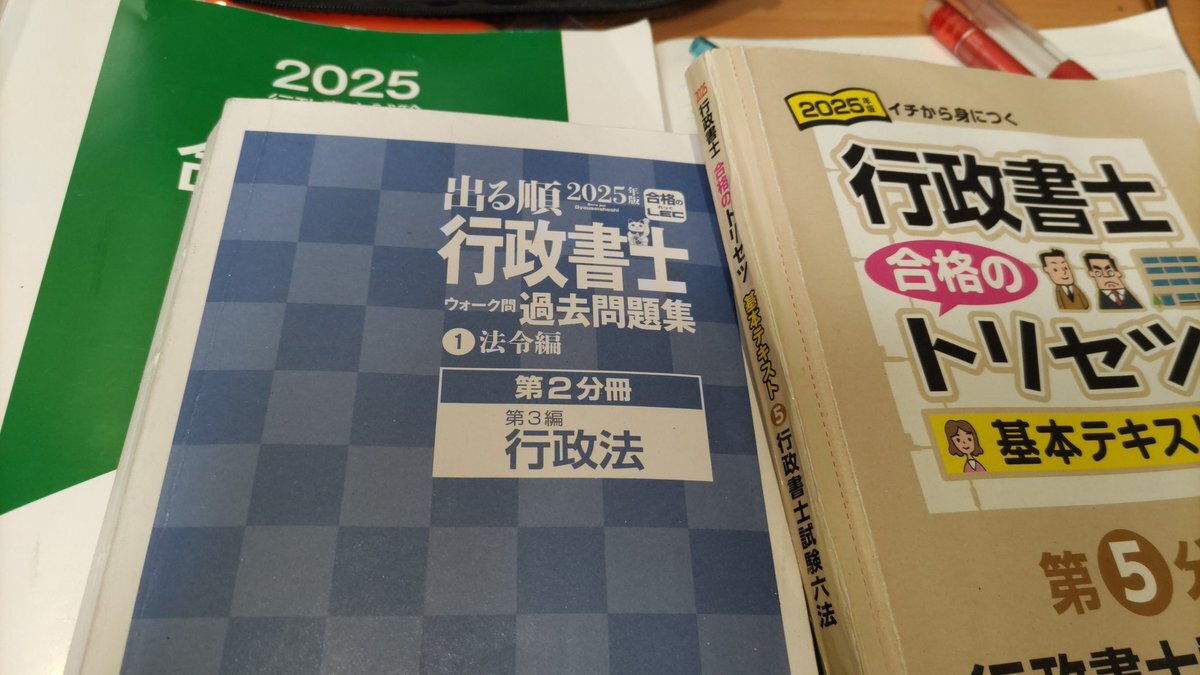 2025
合
出る順 2025年版 合格のLEC
行政書士
ウォーク問 過去問題集
1 法令編
第2分冊
第3編
行政法
2025 行政書士 合格のトリセツ 基本テキスト 5 行政書士試験六法
2025年版 イチから身につく
行政書士
合格の
トリセツ
基本テキスト
第5分
行政書士